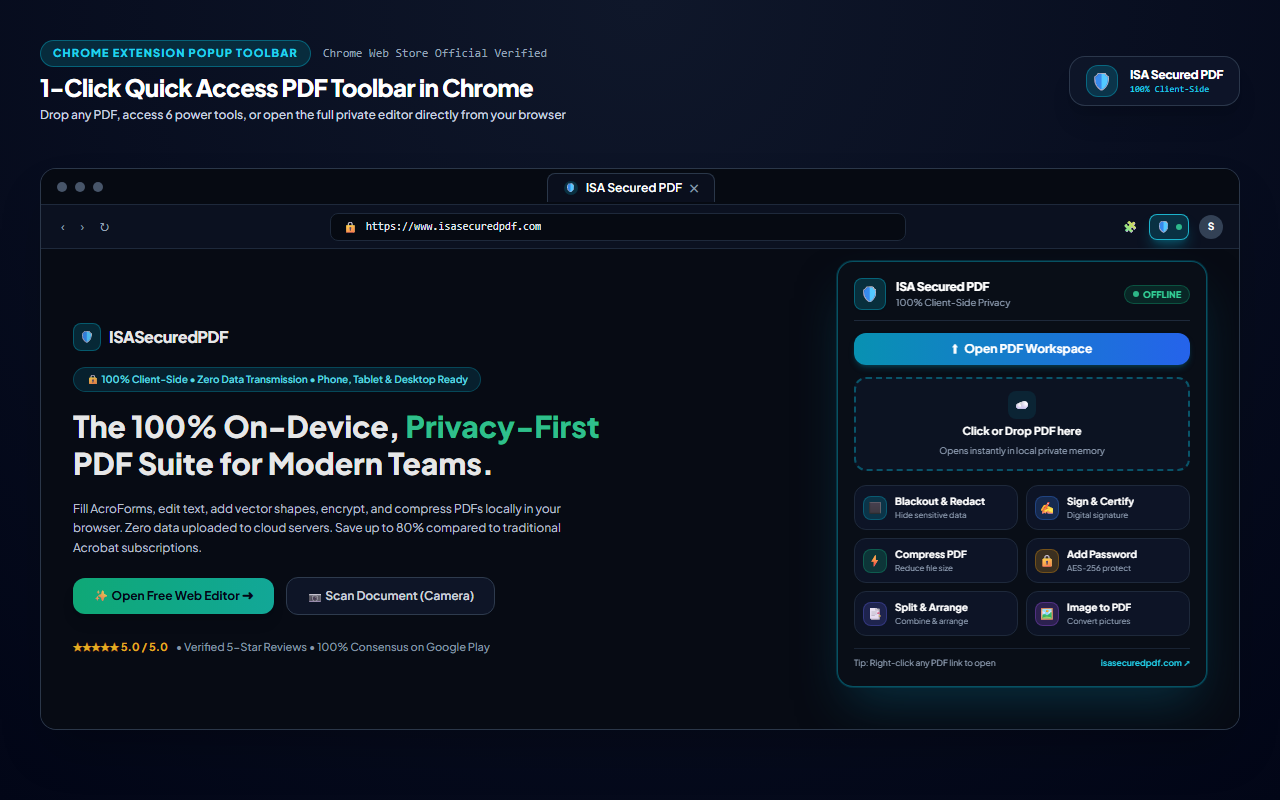 CHROME EXTENSION POPUP TOOLBAR
Chrome Web Store Official Verified
1-Click Quick Access PDF Toolbar in Chrome
Drop any PDF, access 6 power tools, or open the full private editor directly from your browser
ISA Secured PDF
100% Client-Side
ISA Secured PDF
https://www.isasecuredpdf.com
S
ISASecuredPDF
100% Client-Side • Zero Data Transmission • Phone, Tablet & Desktop Ready
The 100% On-Device, Privacy-First
PDF Suite for Modern Teams.
Fill AcroForms, edit text, add vector shapes, encrypt, and compress PDFs locally in your
browser. Zero data uploaded to cloud servers. Save up to 80% compared to traditional
Acrobat subscriptions.
✨ Open Free Web Editor ➔
Scan Document (Camera)
★★★★★ 5.0 / 5.0 • Verified 5-Star Reviews • 100% Consensus on Google Play
ISA Secured PDF
100% Client-Side Privacy
OFFLINE
⬆ Open PDF Workspace
Click or Drop PDF here
Opens instantly in local private memory
Blackout & Redact
Hide sensitive data
Sign & Certify
Digital signature
Compress PDF
Reduce file size
Add Password
AES-256 protect
Split & Arrange
Combine & arrange
Image to PDF
Convert pictures
Tip: Right-click any PDF link to open
isasecuredpdf.com ↗